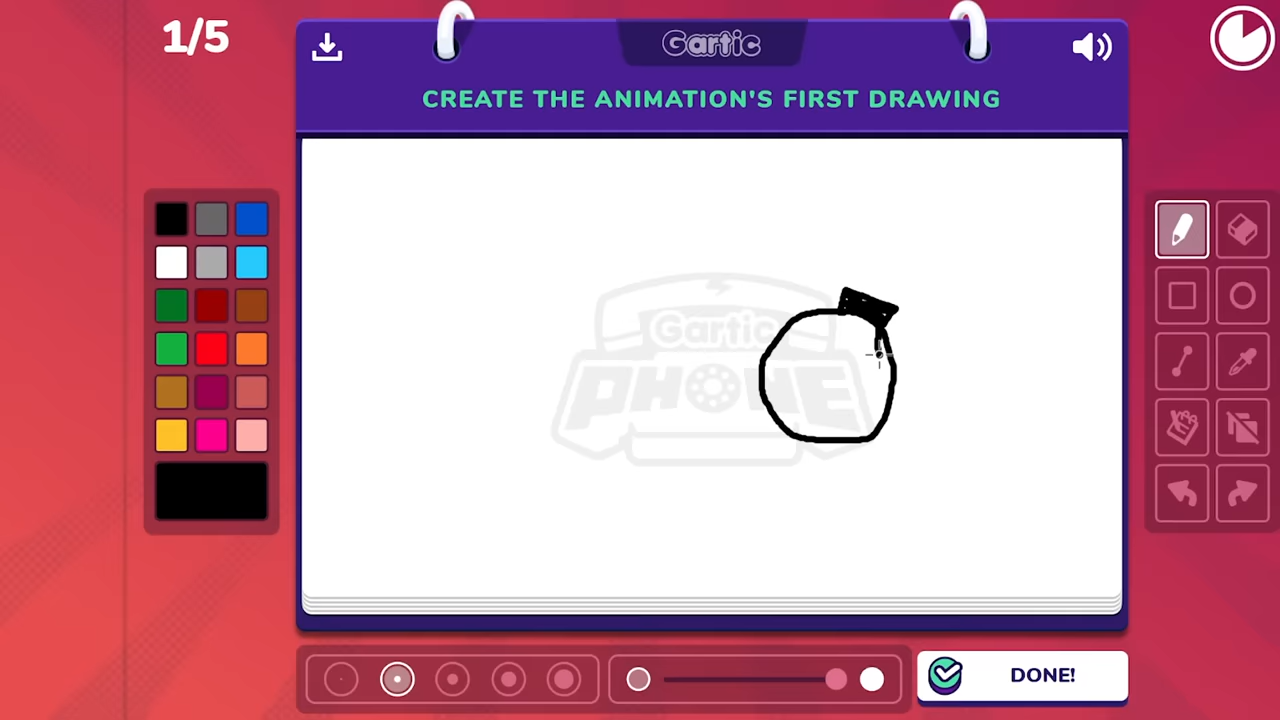 1/5
Gartic
CREATE THE ANIMATION'S FIRST DRAWING
Gartic
PHONE
DONE!